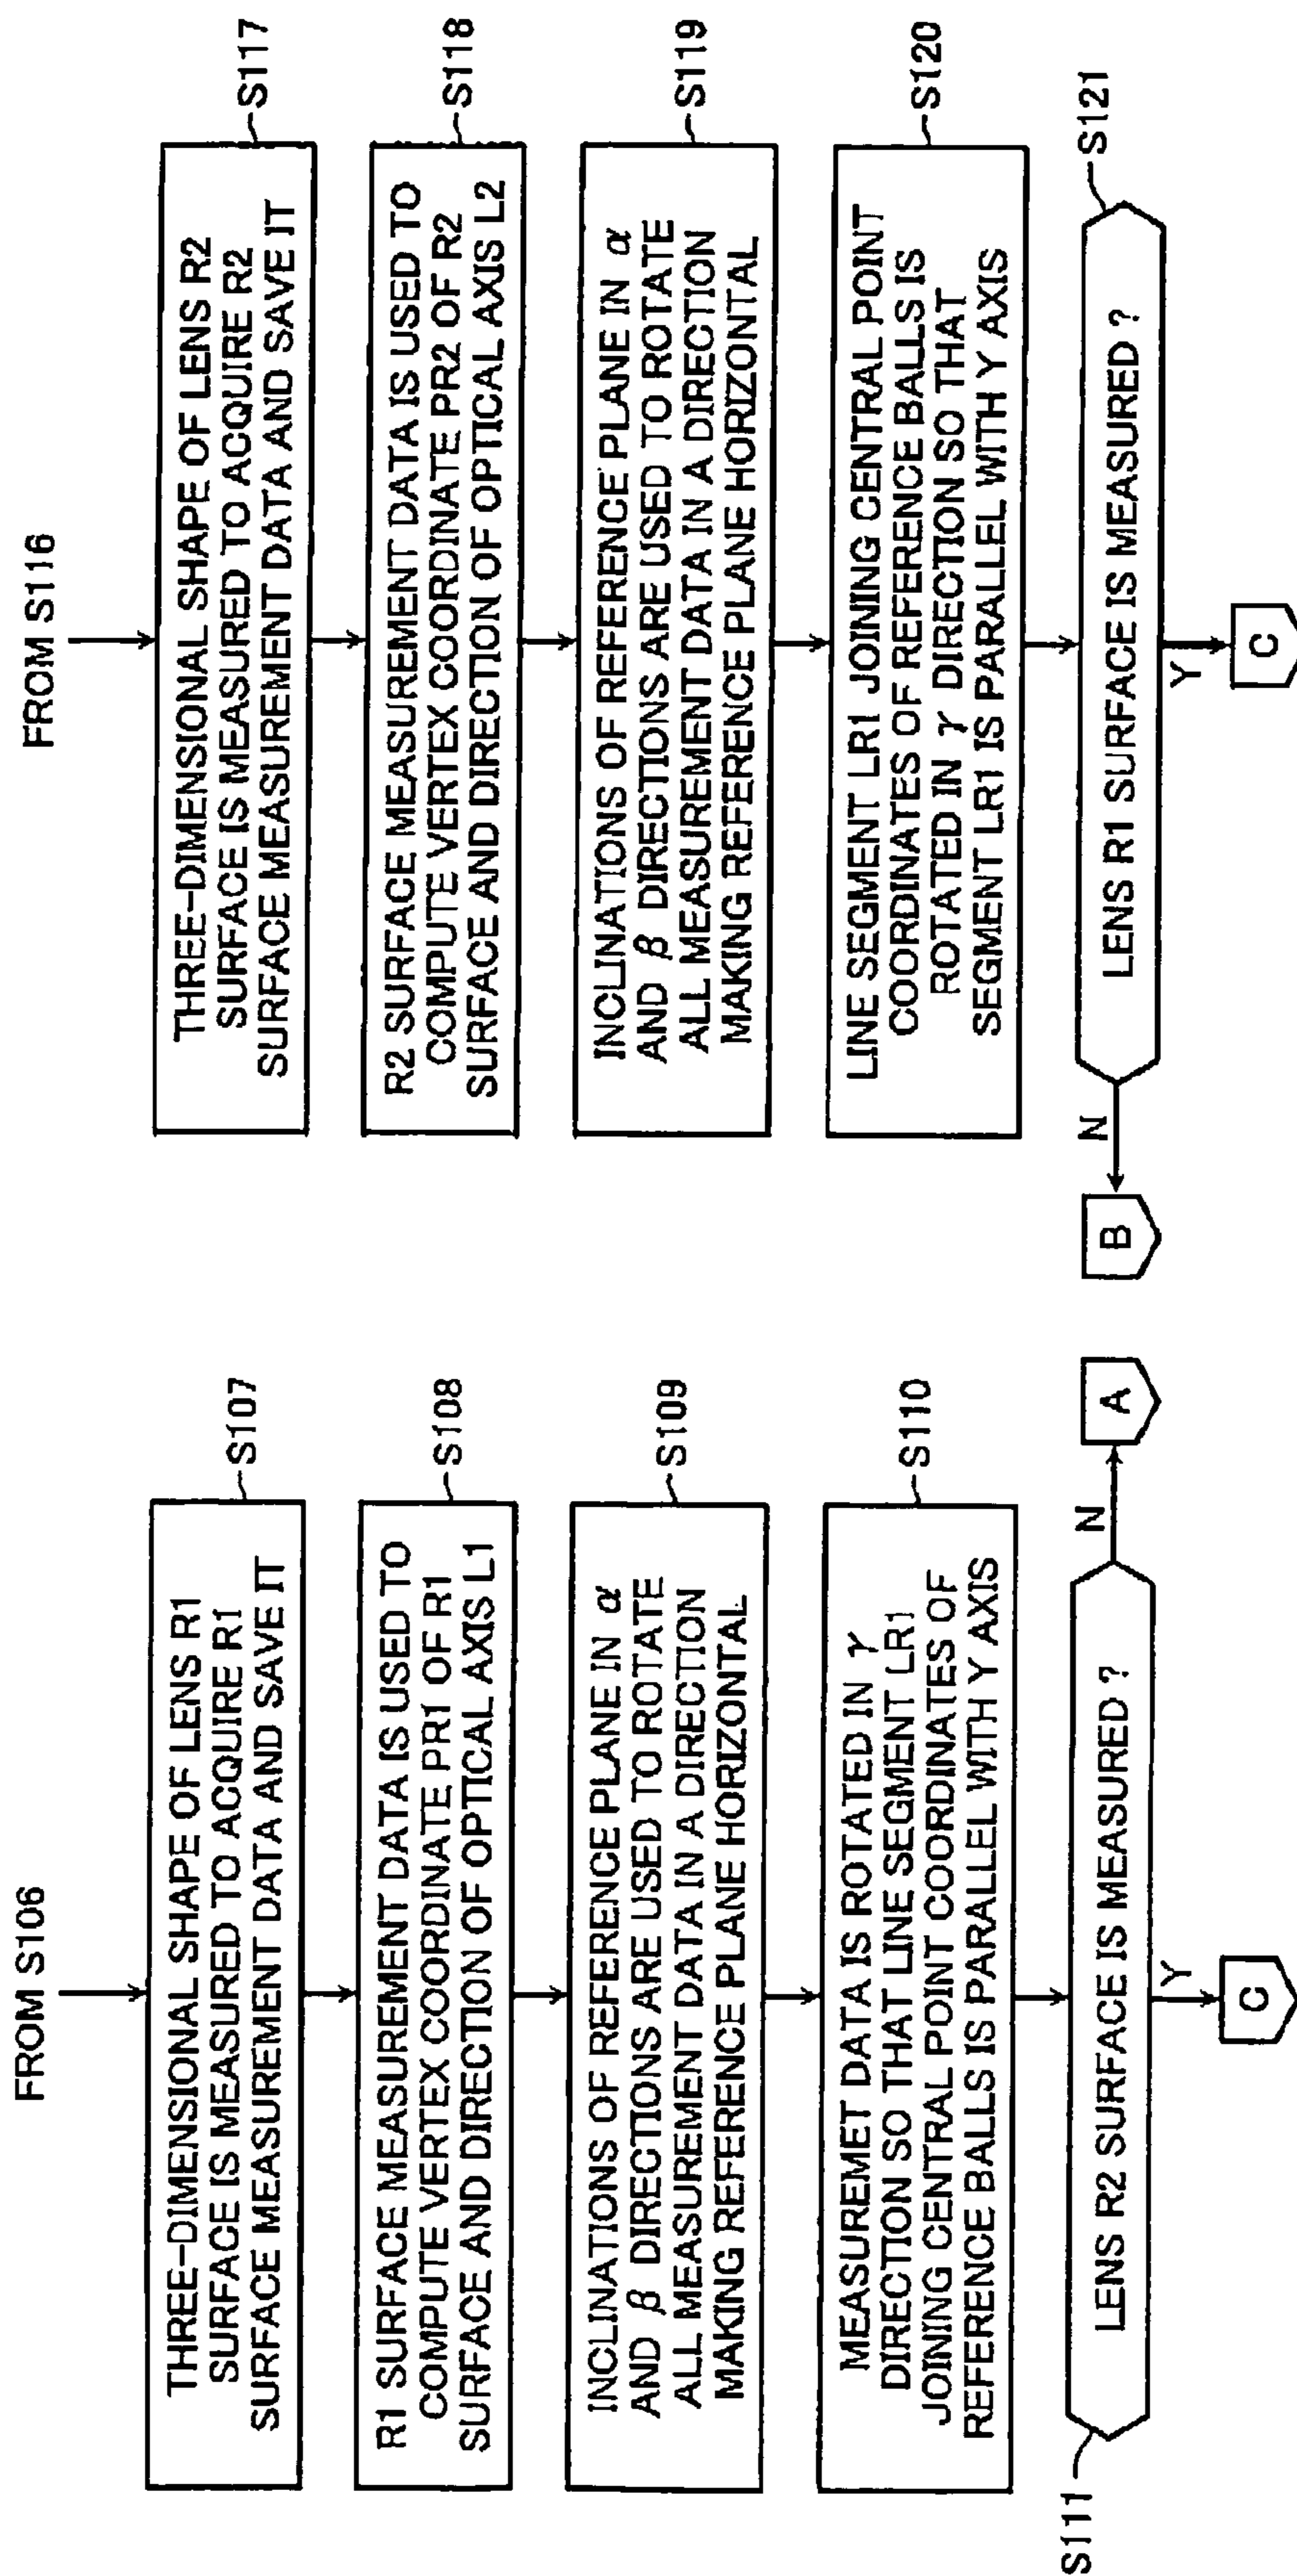 FROM S106
THREE-DIMENSIONAL SHAPE OF LENS R1
SURFACE IS MEASURED TO ACQUIRE R1
SURFACE MEASUREMENT DATA AND SAVE IT
S107
R1 SURFACE MEASUREMENT DATA IS USED TO
COMPUTE VERTEX COORDINATE PR1 OF R1
SURFACE AND DIRECTION OF OPTICAL AXIS L1
S108
INCLINATIONS OF REFERENCE PLANE IN α
AND β DIRECTIONS ARE USED TO ROTATE
ALL MEASUREMENT DATA IN A DIRECTION
MAKING REFERENCE PLANE HORIZONTAL
S109
MEASUREMET DATA IS ROTATED IN γ
DIRECTION SO THAT LINE SEGMENT LR1
JOINING CENTRAL POINT COORDINATES OF
REFERENCE BALLS IS PARALLEL WITH Y AXIS
S110
S111
LENS R2 SURFACE IS MEASURED ?
N
A
Y
C
FROM S116
THREE-DIMENSIONAL SHAPE OF LENS R2
SURFACE IS MEASURED TO ACQUIRE R2
SURFACE MEASUREMENT DATA AND SAVE IT
S117
R2 SURFACE MEASUREMENT DATA IS USED TO
COMPUTE VERTEX COORDINATE PR2 OF R2
SURFACE AND DIRECTION OF OPTICAL AXIS L2
S118
INCLINATIONS OF REFERENCE PLANE IN α
AND β DIRECTIONS ARE USED TO ROTATE
ALL MEASUREMENT DATA IN A DIRECTION
MAKING REFERENCE PLANE HORIZONTAL
S119
LINE SEGMENT LR1 JOINING CENTRAL POINT
COORDINATES OF REFERENCE BALLS IS
ROTATED IN γ DIRECTION SO THAT
SEGMENT LR1 IS PARALLEL WITH Y AXIS
S120
LENS R1 SURFACE IS MEASURED ?
S121
N
B
Y
C